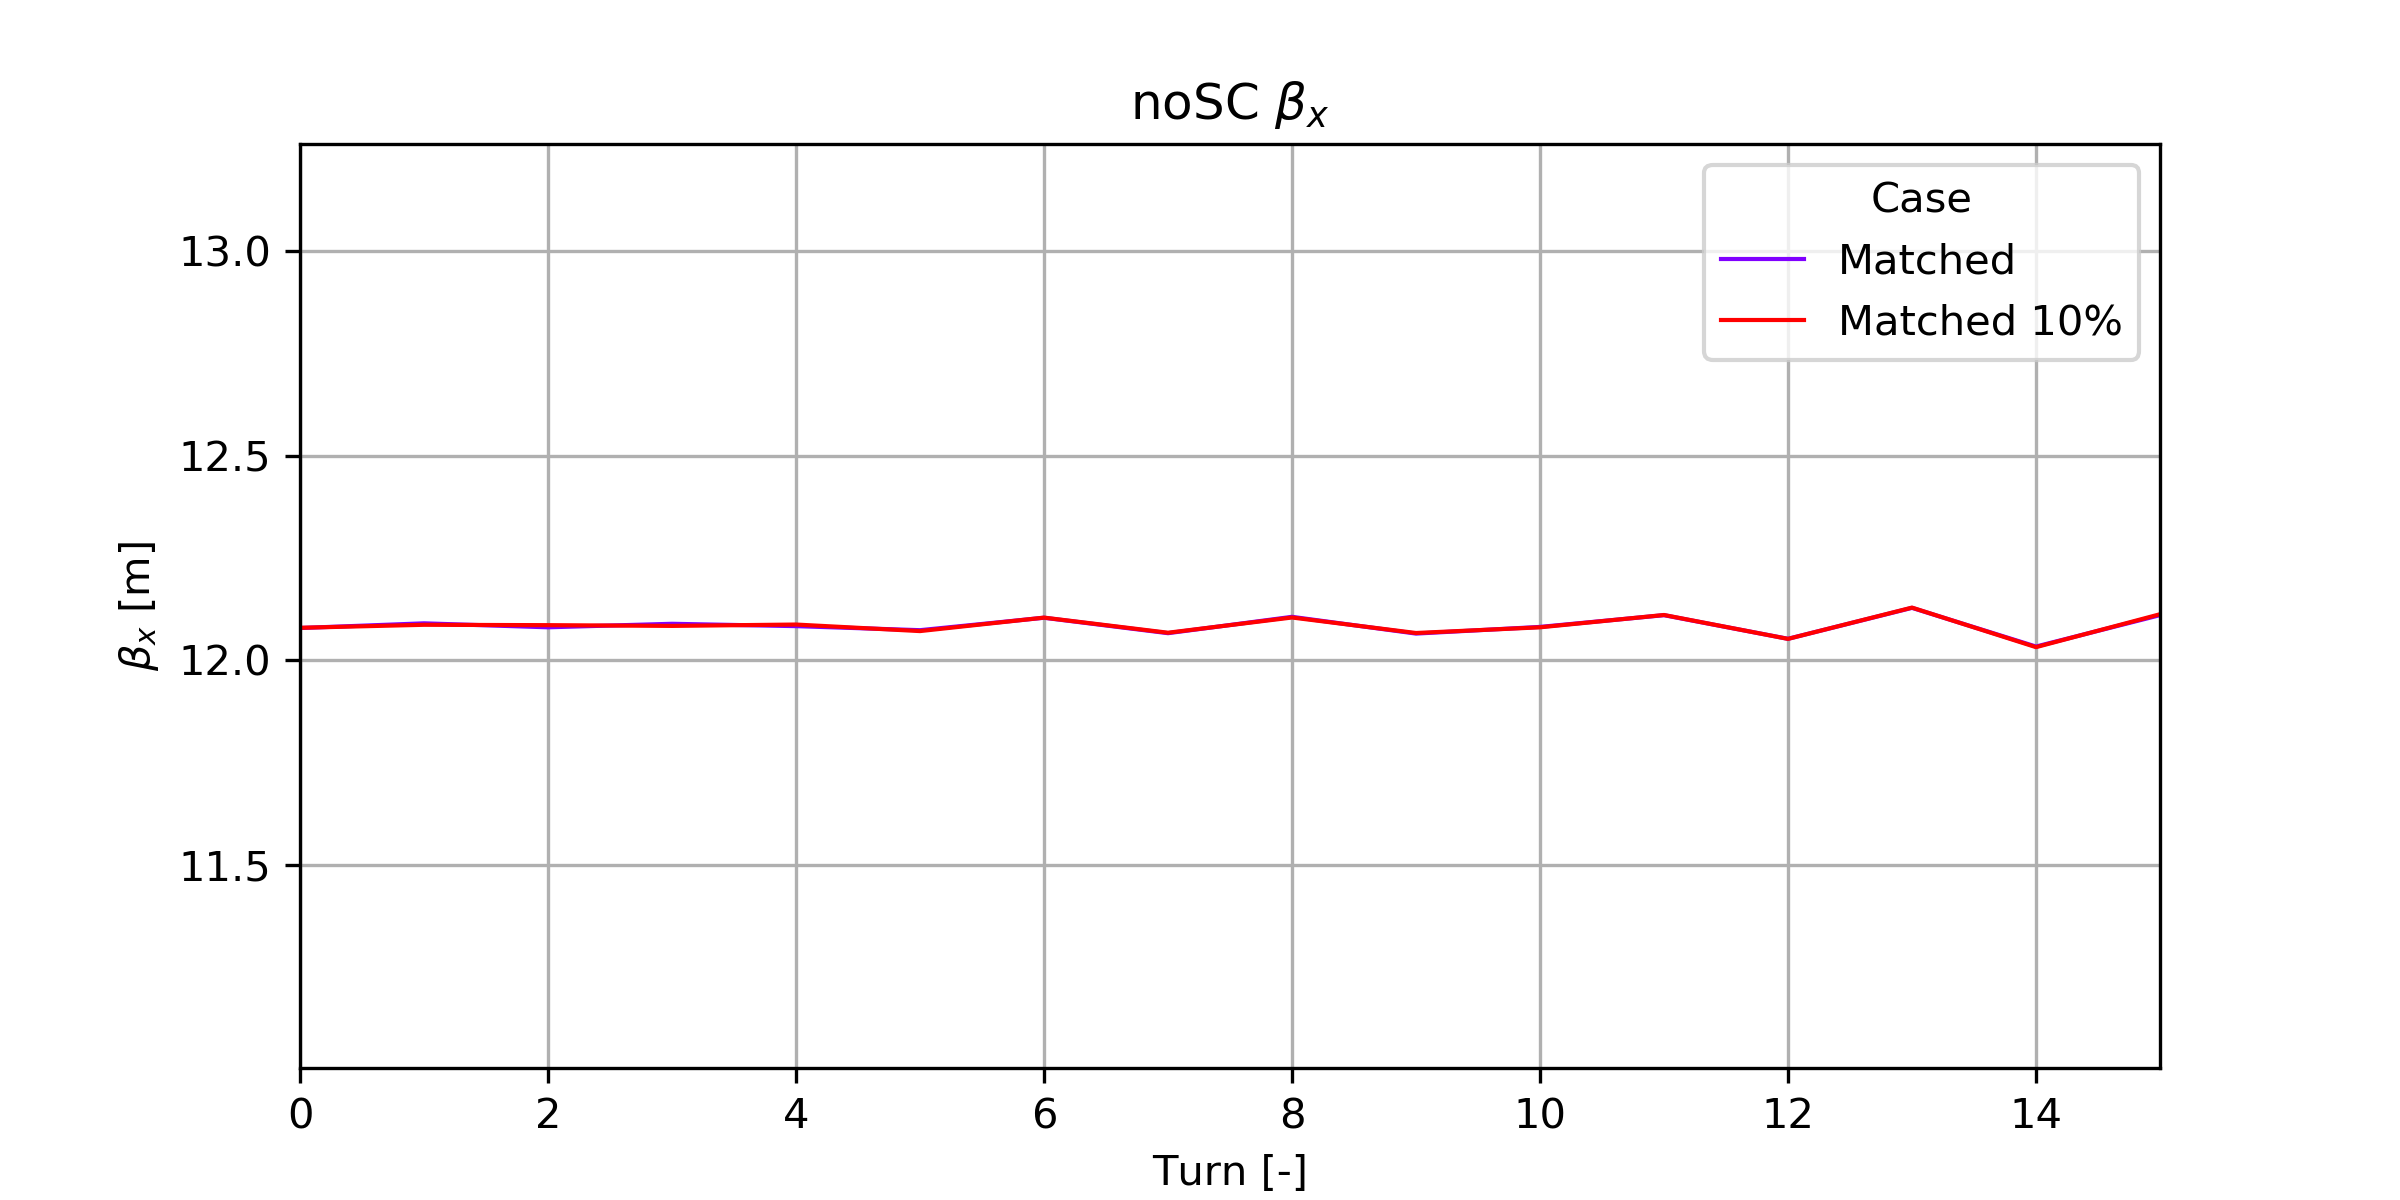 noSC βx
13.0
12.5
12.0
11.5
βx [m]
Case
Matched
Matched 10%
0 2 4 6 8 10 12 14
Turn [-]